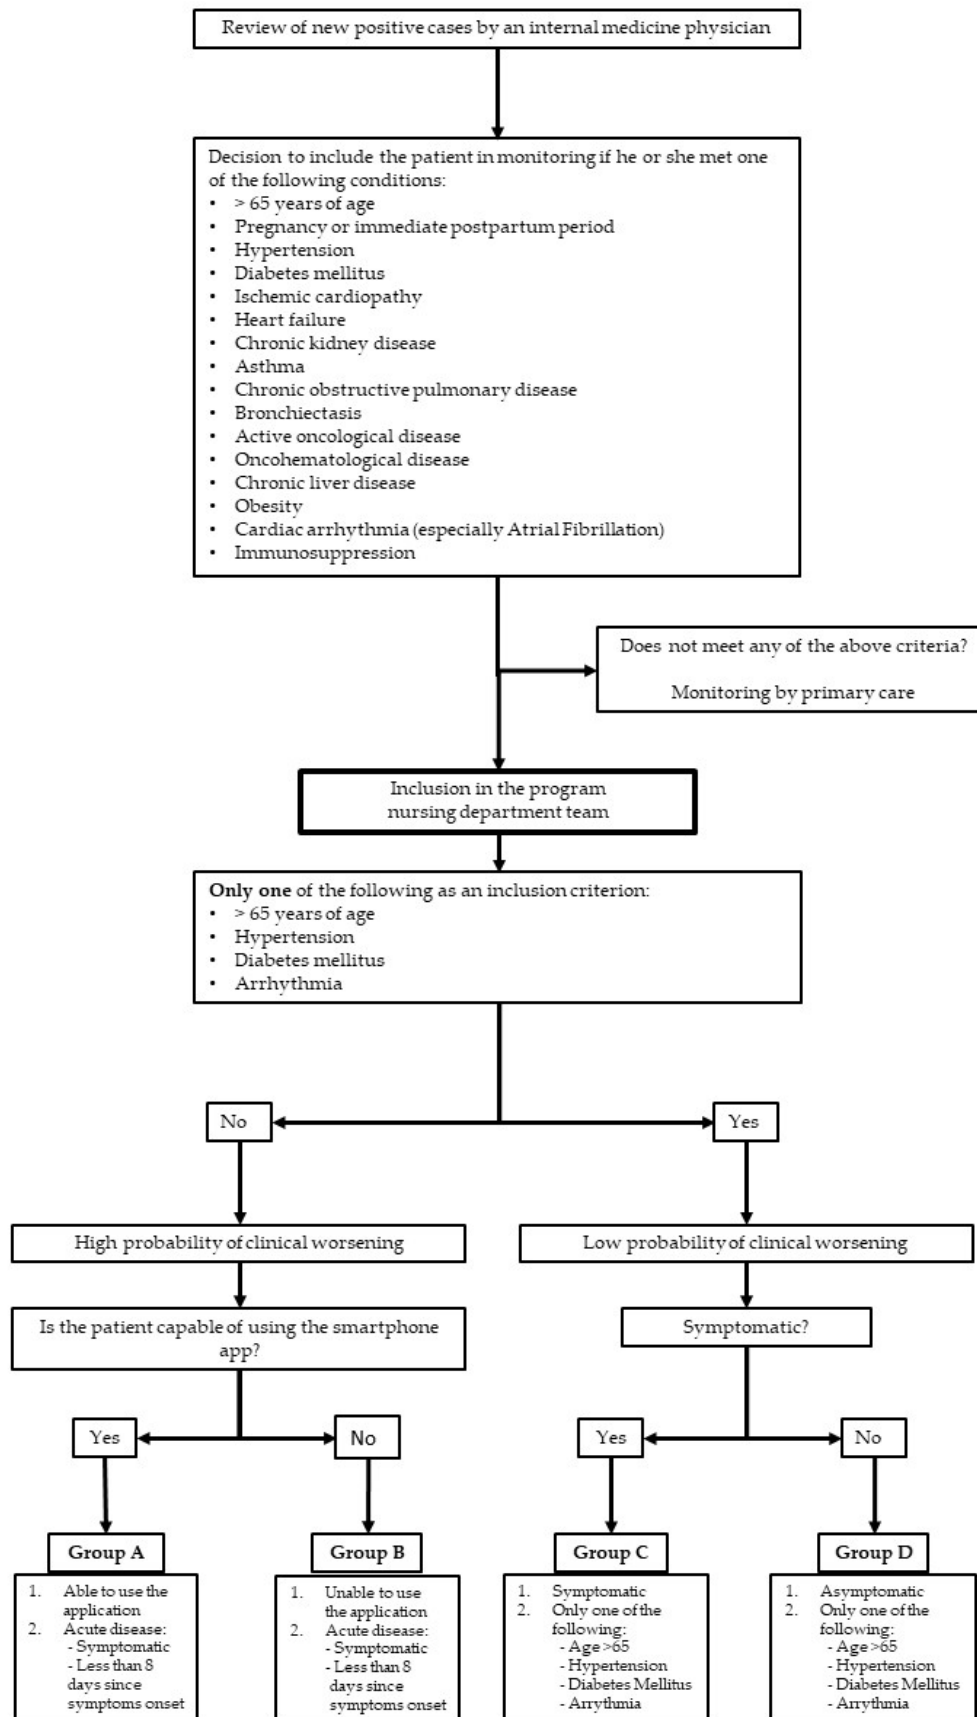 Review of new positive cases by an internal medicine physician
Decision to include the patient in monitoring if he or she met one
of the following conditions:
• > 65 years of age
• Pregnancy or immediate postpartum period
• Hypertension
• Diabetes mellitus
• Ischemic cardiopathy
• Heart failure
• Chronic kidney disease
• Asthma
• Chronic obstructive pulmonary disease
• Bronchiectasis
• Active oncological disease
• Oncohematological disease
• Chronic liver disease
• Obesity
• Cardiac arrhythmia (especially Atrial Fibrillation)
• Immunosuppression
Does not meet any of the above criteria?
Monitoring by primary care
Inclusion in the program
nursing department team
Only one of the following as an inclusion criterion:
• > 65 years of age
• Hypertension
• Diabetes mellitus
• Arrhythmia
No
Yes
High probability of clinical worsening
Low probability of clinical worsening
Is the patient capable of using the smartphone
app?
Symptomatic?
Yes
No
Yes
No
Group A
1. Able to use the
application
2. Acute disease:
- Symptomatic
- Less than 8
days since
symptoms onset
Group B
1. Unable to use
the application
2. Acute disease:
- Symptomatic
- Less than 8
days since
symptoms onset
Group C
1. Symptomatic
2. Only one of the
following:
- Age >65
- Hypertension
- Diabetes Mellitus
- Arrythmia
Group D
1. Asymptomatic
2. Only one of the
following:
- Age >65
- Hypertension
- Diabetes Mellitus
- Arrythmia